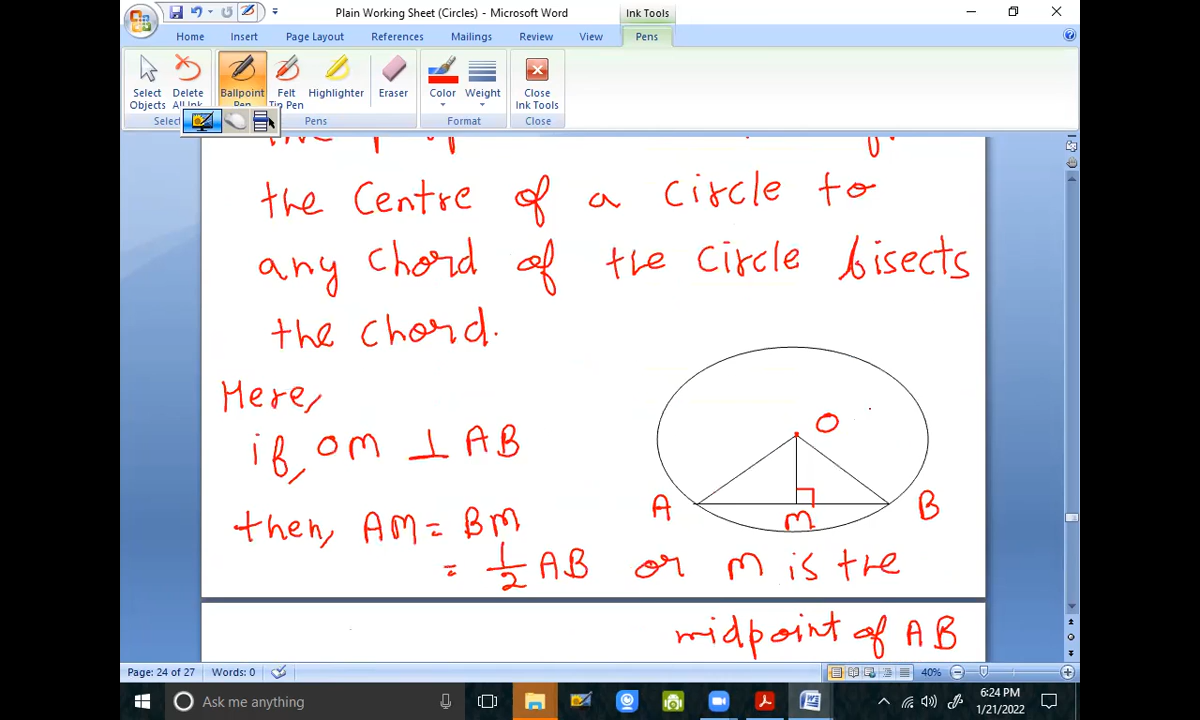 Plain Working Sheet (Circles) - Microsoft Word
Ink Tools
Home Insert Page Layout References Mailings Review View Pens
Select Objects
Delete All Ink
Ballpoint Pen
Felt Tip Pen
Highlighter
Eraser
Color
Weight
Close Ink Tools
Select
Pens
Format
Close
the Centre of a Circle to
any Chord of the Circle bisects
the Chord.
Here,
if, OM ⊥ AB
then, AM = BM
= 1/2 AB or M is the
midpoint of AB
O
A
M
B
Page: 24 of 27 Words: 0 40%
Ask me anything
6:24 PM
1/21/2022